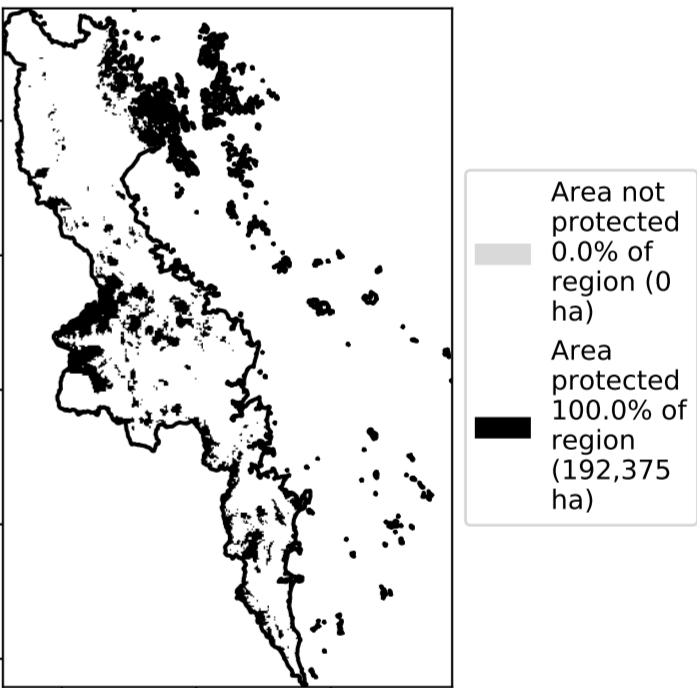 Area not
protected
0.0% of
region (0
ha)
Area
protected
100.0% of
region
(192,375
ha)